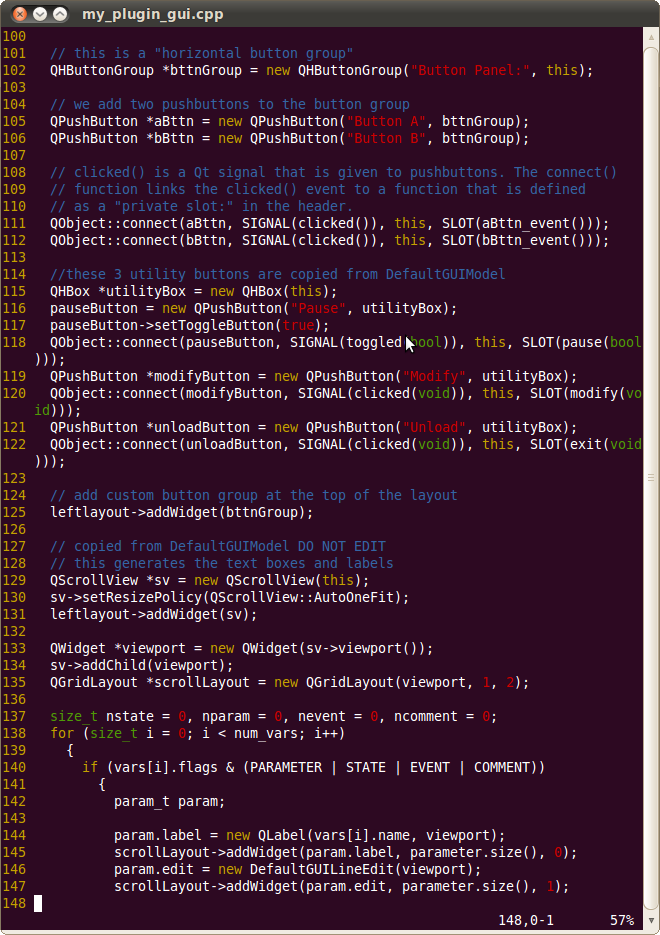 my_plugin_gui.cpp
100
101   // this is a "horizontal button group"
102   QHButtonGroup *bttnGroup = new QHButtonGroup("Button Panel:", this);
103
104   // we add two pushbuttons to the button group
105   QPushButton *aBttn = new QPushButton("Button A", bttnGroup);
106   QPushButton *bBttn = new QPushButton("Button B", bttnGroup);
107
108   // clicked() is a Qt signal that is given to pushbuttons. The connect()
109   // function links the clicked() event to a function that is defined
110   // as a "private slot:" in the header.
111   QObject::connect(aBttn, SIGNAL(clicked()), this, SLOT(aBttn_event()));
112   QObject::connect(bBttn, SIGNAL(clicked()), this, SLOT(bBttn_event()));
113
114   //these 3 utility buttons are copied from DefaultGUIModel
115   QHBox *utilityBox = new QHBox(this);
116   pauseButton = new QPushButton("Pause", utilityBox);
117   pauseButton->setToggleButton(true);
118   QObject::connect(pauseButton, SIGNAL(toggled(bool)), this, SLOT(pause(bool
)));
119   QPushButton *modifyButton = new QPushButton("Modify", utilityBox);
120   QObject::connect(modifyButton, SIGNAL(clicked(void)), this, SLOT(modify(vo
id)));
121   QPushButton *unloadButton = new QPushButton("Unload", utilityBox);
122   QObject::connect(unloadButton, SIGNAL(clicked(void)), this, SLOT(exit(void
)));
123
124   // add custom button group at the top of the layout
125   leftlayout->addWidget(bttnGroup);
126
127   // copied from DefaultGUIModel DO NOT EDIT
128   // this generates the text boxes and labels
129   QScrollView *sv = new QScrollView(this);
130   sv->setResizePolicy(QScrollView::AutoOneFit);
131   leftlayout->addWidget(sv);
132
133   QWidget *viewport = new QWidget(sv->viewport());
134   sv->addChild(viewport);
135   QGridLayout *scrollLayout = new QGridLayout(viewport, 1, 2);
136
137   size_t nstate = 0, nparam = 0, nevent = 0, ncomment = 0;
138   for (size_t i = 0; i < num_vars; i++)
139     {
140       if (vars[i].flags & (PARAMETER | STATE | EVENT | COMMENT))
141         {
142           param_t param;
143
144           param.label = new QLabel(vars[i].name, viewport);
145           scrollLayout->addWidget(param.label, parameter.size(), 0);
146           param.edit = new DefaultGUILineEdit(viewport);
147           scrollLayout->addWidget(param.edit, parameter.size(), 1);
148
148,0-1 57%